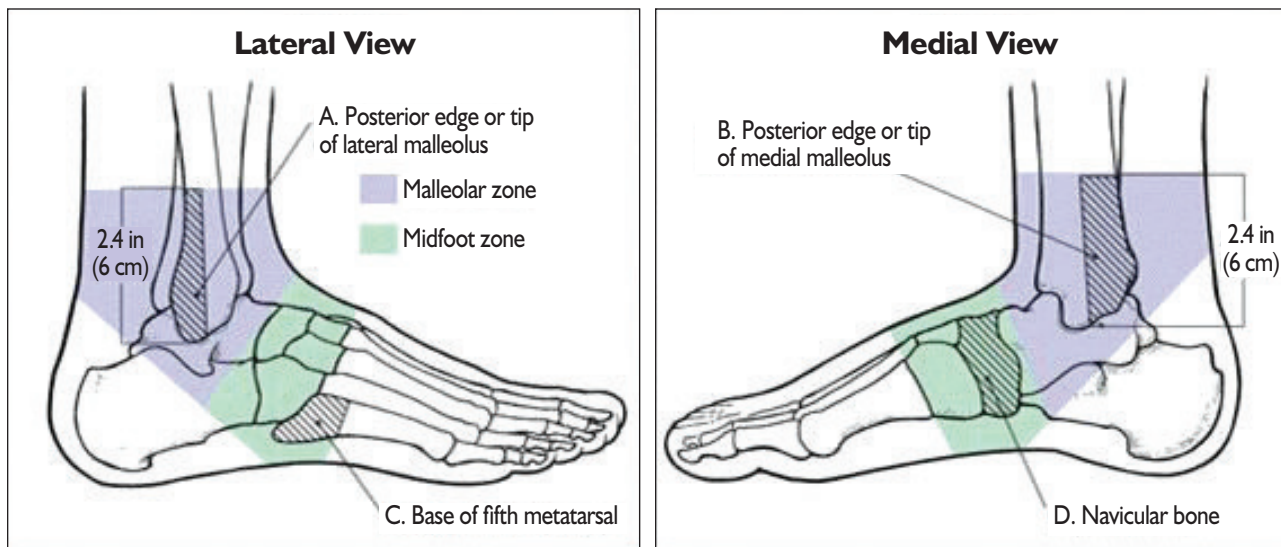 Lateral View
A. Posterior edge or tip
of lateral malleolus
Malleolar zone
Midfoot zone
2.4 in
(6 cm)
C. Base of fifth metatarsal
Medial View
B. Posterior edge or tip
of medial malleolus
2.4 in
(6 cm)
D. Navicular bone